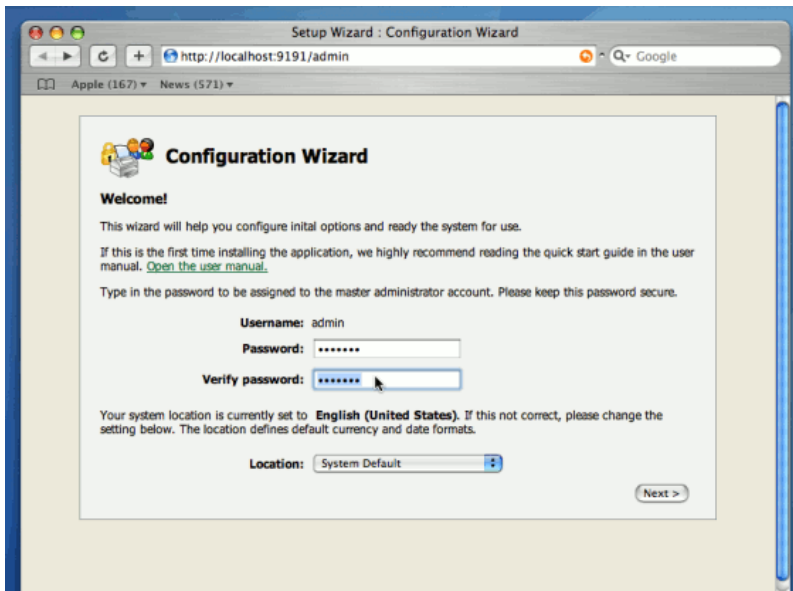 Setup Wizard : Configuration Wizard
http://localhost:9191/admin
Google
Apple (167)
News (571)
Configuration Wizard
Welcome!
This wizard will help you configure inital options and ready the system for use.
If this is the first time installing the application, we highly recommend reading the quick start guide in the user
manual. Open the user manual.
Type in the password to be assigned to the master administrator account. Please keep this password secure.
Username: admin
Password: •••••••
Verify password: •••••••
Your system location is currently set to English (United States). If this not correct, please change the
setting below. The location defines default currency and date formats.
Location: System Default
Next >